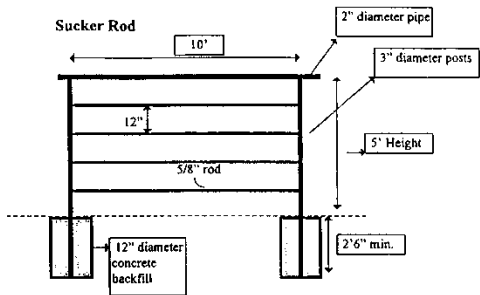 Sucker Rod
10'
2" diameter pipe
3" diameter posts
12"
5' Height
5/8" rod
2'6" min.
12" diameter
concrete
backfill